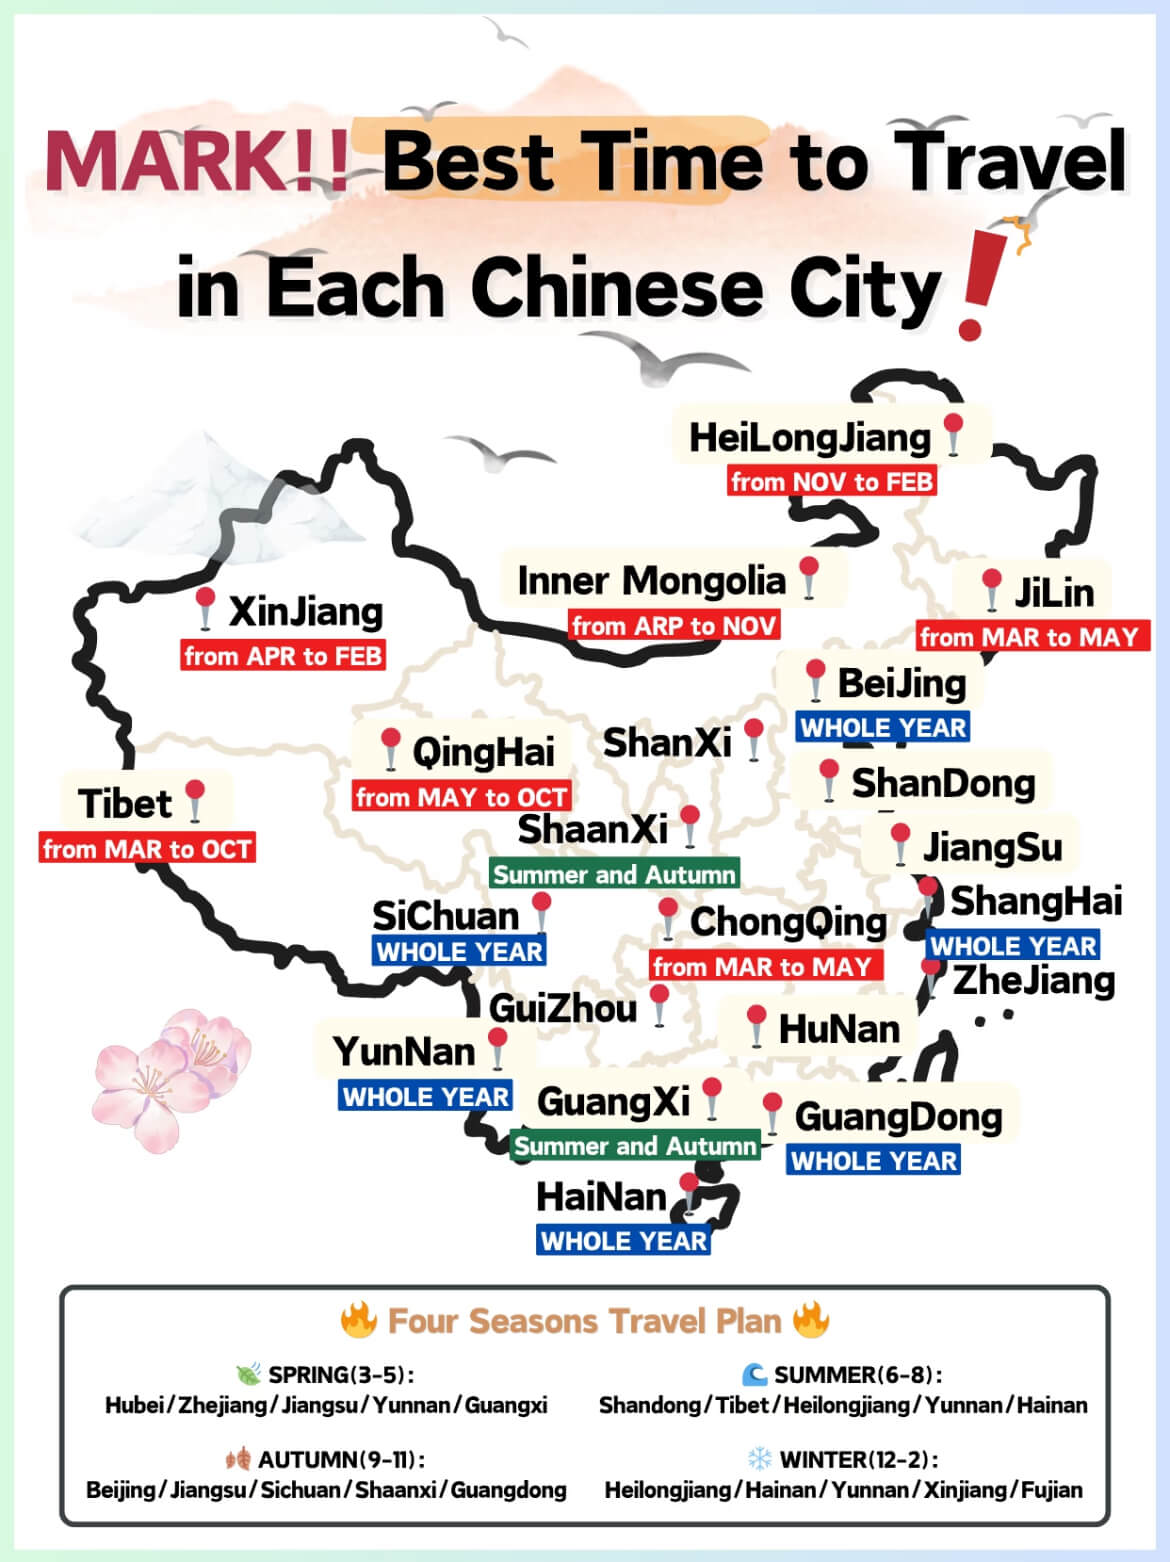 MARK!! Best Time to Travel
in Each Chinese City!
HeiLongJiang
from NOV to FEB
Inner Mongolia
from ARP to NOV
JiLin
from MAR to MAY
XinJiang
from APR to FEB
BeiJing
WHOLE YEAR
QingHai
from MAY to OCT
ShanXi
ShanDong
Tibet
from MAR to OCT
ShaanXi
Summer and Autumn
JiangSu
SiChuan
WHOLE YEAR
ChongQing
from MAR to MAY
ShangHai
WHOLE YEAR
ZheJiang
GuiZhou
HuNan
YunNan
WHOLE YEAR
GuangXi
Summer and Autumn
GuangDong
WHOLE YEAR
HaiNan
WHOLE YEAR
🔥 Four Seasons Travel Plan 🔥
🍃 SPRING(3-5):
Hubei/Zhejiang/Jiangsu/Yunnan/Guangxi
🌊 SUMMER(6-8):
Shandong/Tibet/Heilongjiang/Yunnan/Hainan
🍂 AUTUMN(9-11):
Beijing/Jiangsu/Sichuan/Shaanxi/Guangdong
❄️ WINTER(12-2):
Heilongjiang/Hainan/Yunnan/Xinjiang/Fujian